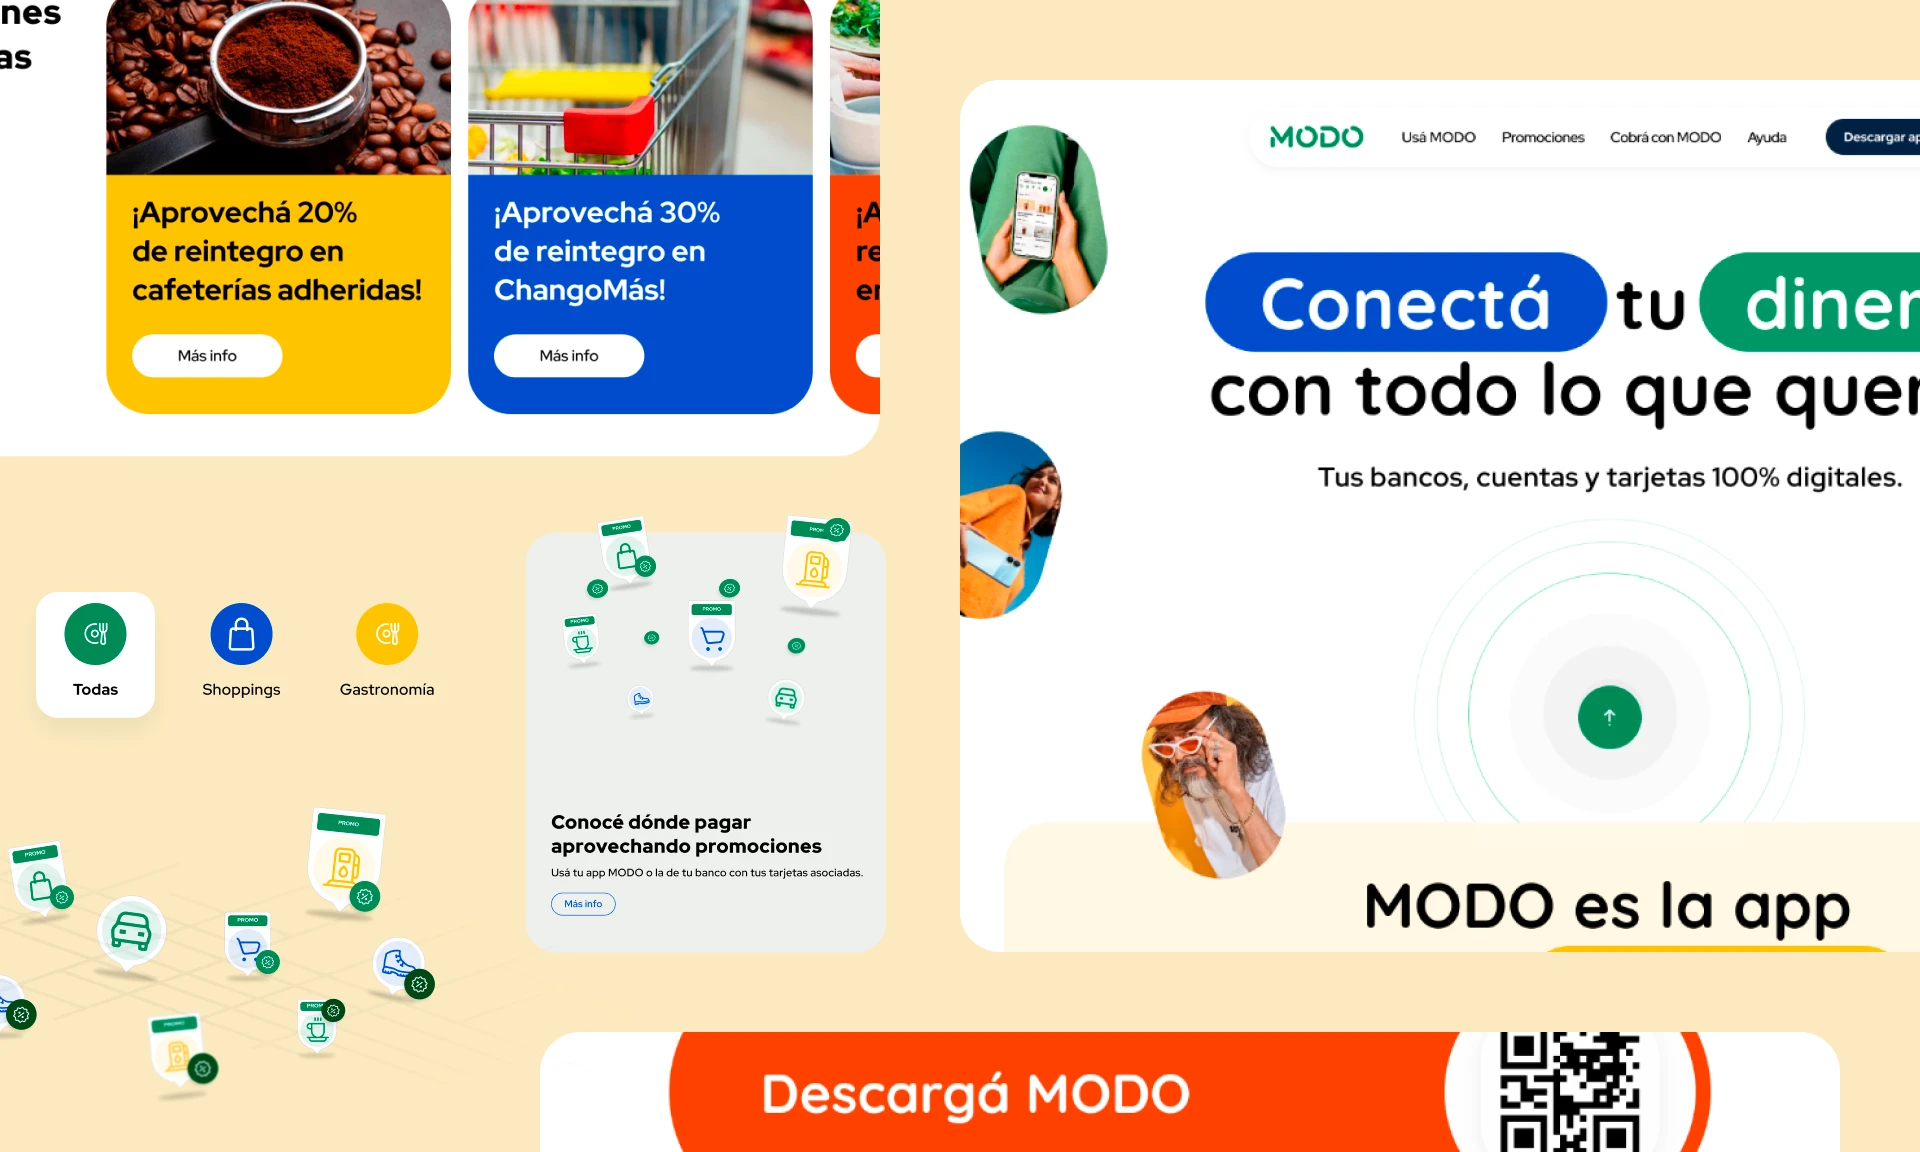 nes
as
¡Aprovechá 20%
de reintegro en
cafeterías adheridas!
Más info
¡Aprovechá 30%
de reintegro en
ChangoMás!
Más info
¡A
re
er
MODO
Usá MODO
Promociones
Cobrá con MODO
Ayuda
Descargar ap
Conectá tu diner
con todo lo que quer
Tus bancos, cuentas y tarjetas 100% digitales.
MODO es la app
Todas
Shoppings
Gastronomía
PROMO
PROM
PROMO
PROMO
Conocé dónde pagar
aprovechando promociones
Usá tu app MODO o la de tu banco con tus tarjetas asociadas.
Más info
PROMO
PROMO
PROMO
PROM
PROMO
Descargá MODO